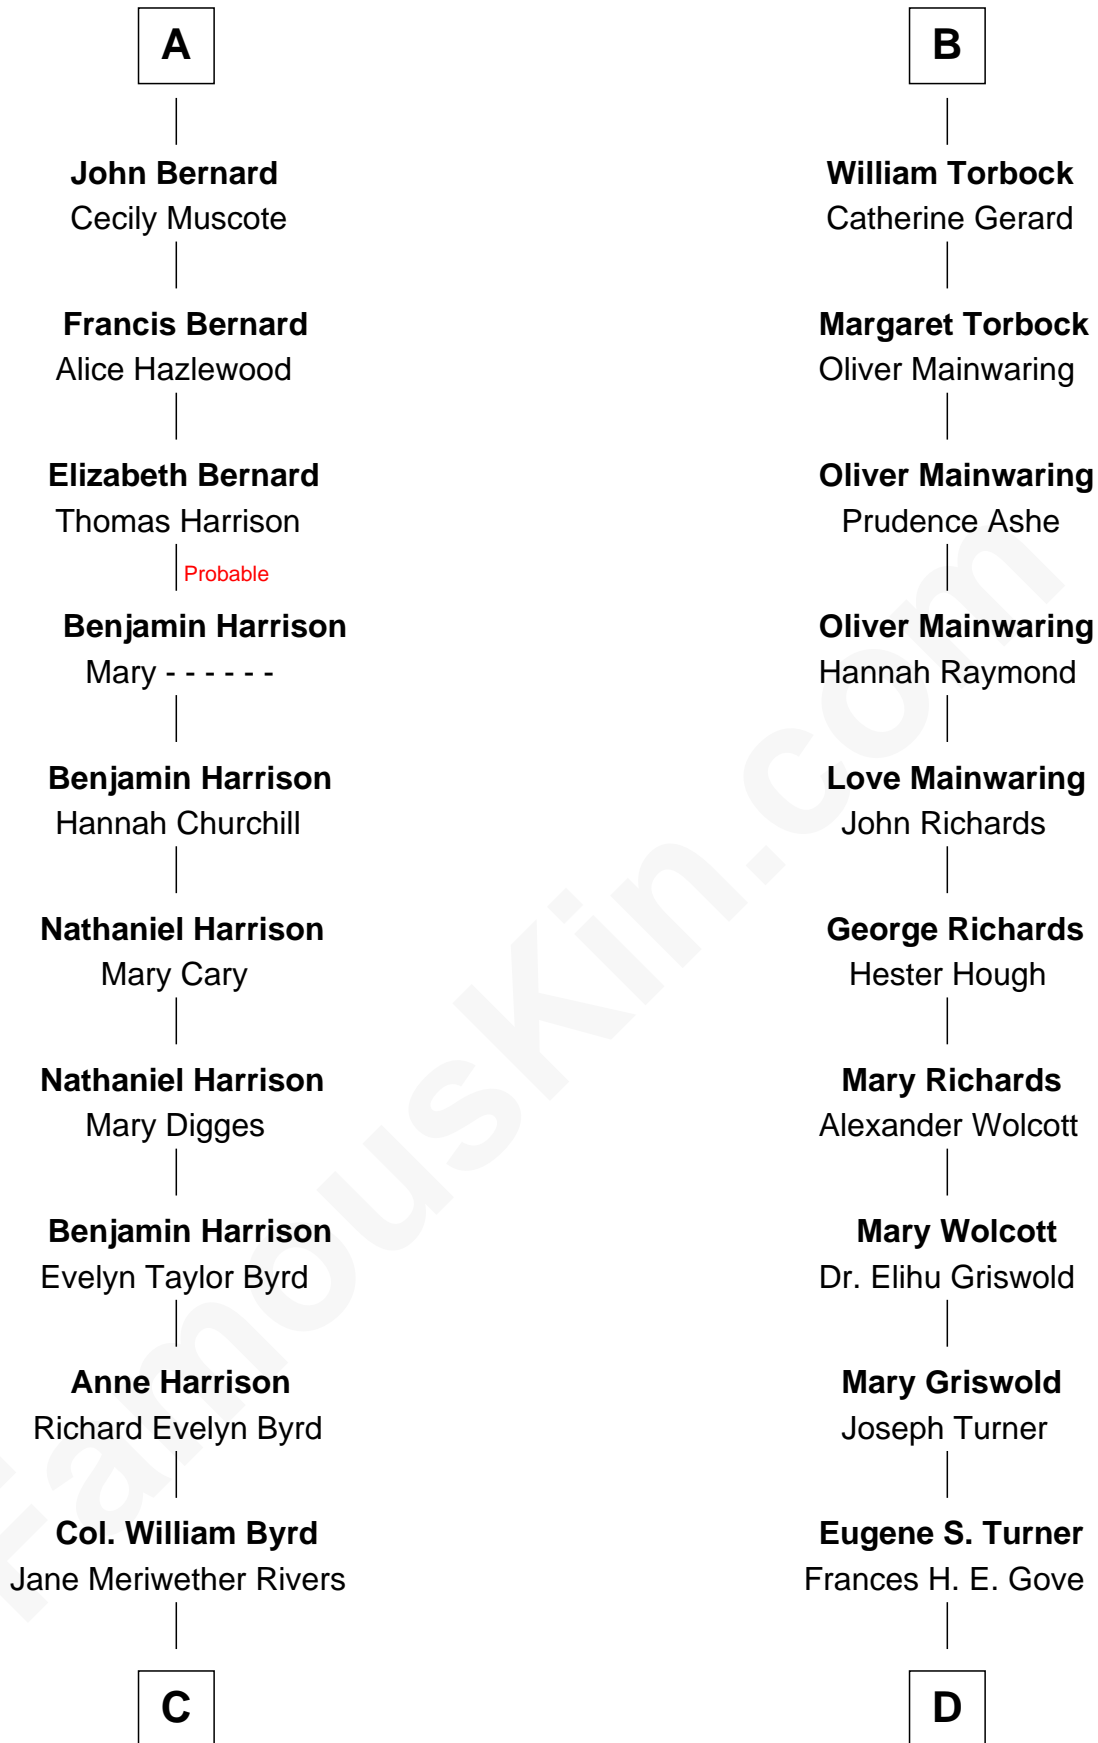 A
John Bernard
Cecily Muscote
Francis Bernard
Alice Hazlewood
Elizabeth Bernard
Thomas Harrison
Probable
Benjamin Harrison
Mary - - - - - -
Benjamin Harrison
Hannah Churchill
Nathaniel Harrison
Mary Cary
Nathaniel Harrison
Mary Digges
Benjamin Harrison
Evelyn Taylor Byrd
Anne Harrison
Richard Evelyn Byrd
Col. William Byrd
Jane Meriwether Rivers
C
B
William Torbock
Catherine Gerard
Margaret Torbock
Oliver Mainwaring
Oliver Mainwaring
Prudence Ashe
Oliver Mainwaring
Hannah Raymond
Love Mainwaring
John Richards
George Richards
Hester Hough
Mary Richards
Alexander Wolcott
Mary Wolcott
Dr. Elihu Griswold
Mary Griswold
Joseph Turner
Eugene S. Turner
Frances H. E. Gove
D
FamousKin.com